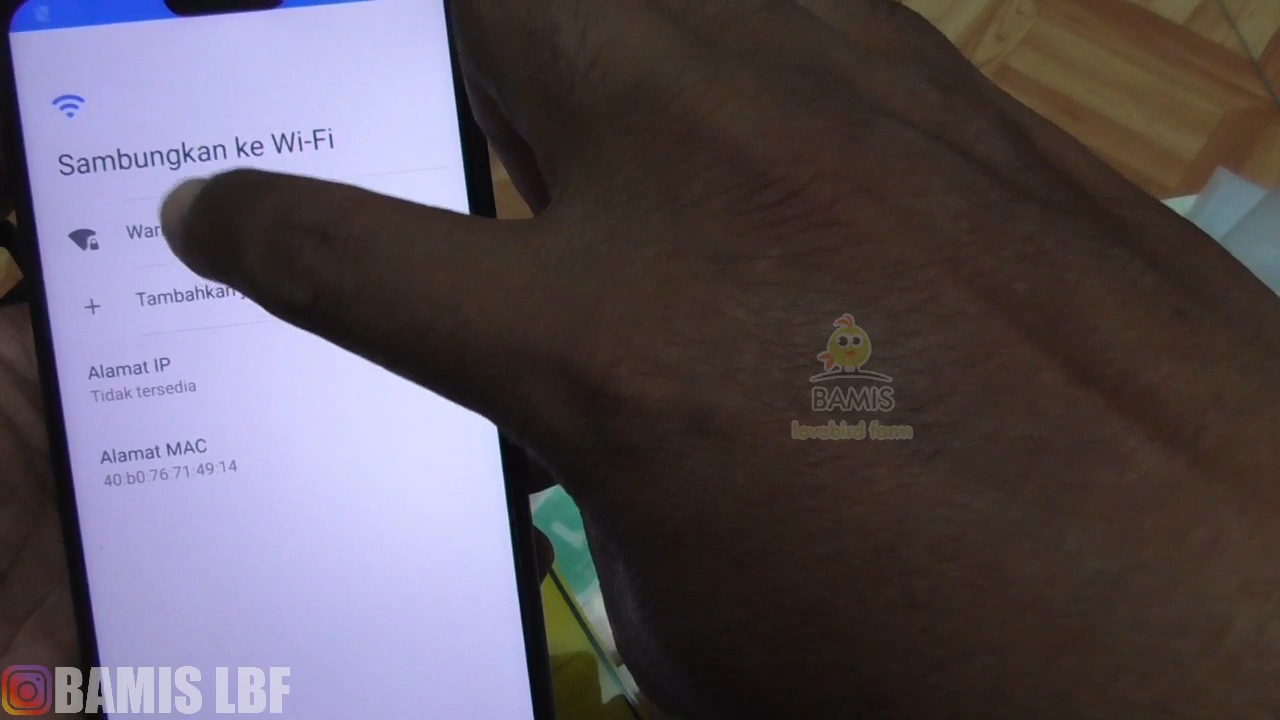 Sambungkan ke Wi-Fi
Tambahkan
Alamat IP
Tidak tersedia
Alamat MAC
40:b0:76:71:49:14
BAMIS
lovebird farm
BAMIS LBF